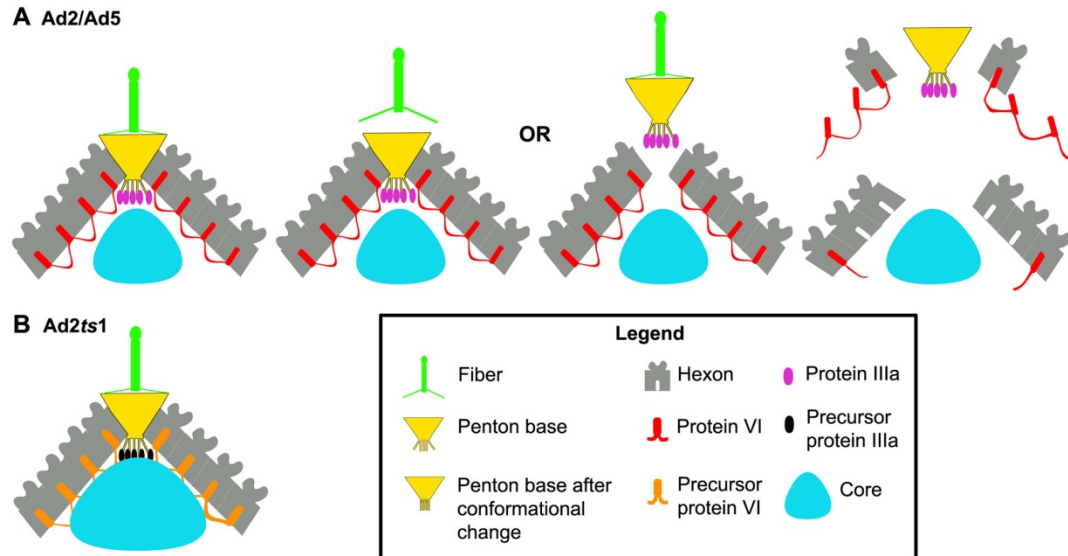 A Ad2/Ad5
OR
B Ad2ts1
Legend
Fiber
Hexon
Protein IIIa
Penton base
Protein VI
Precursor
protein IIIa
Penton base after
conformational
change
Precursor
protein VI
Core